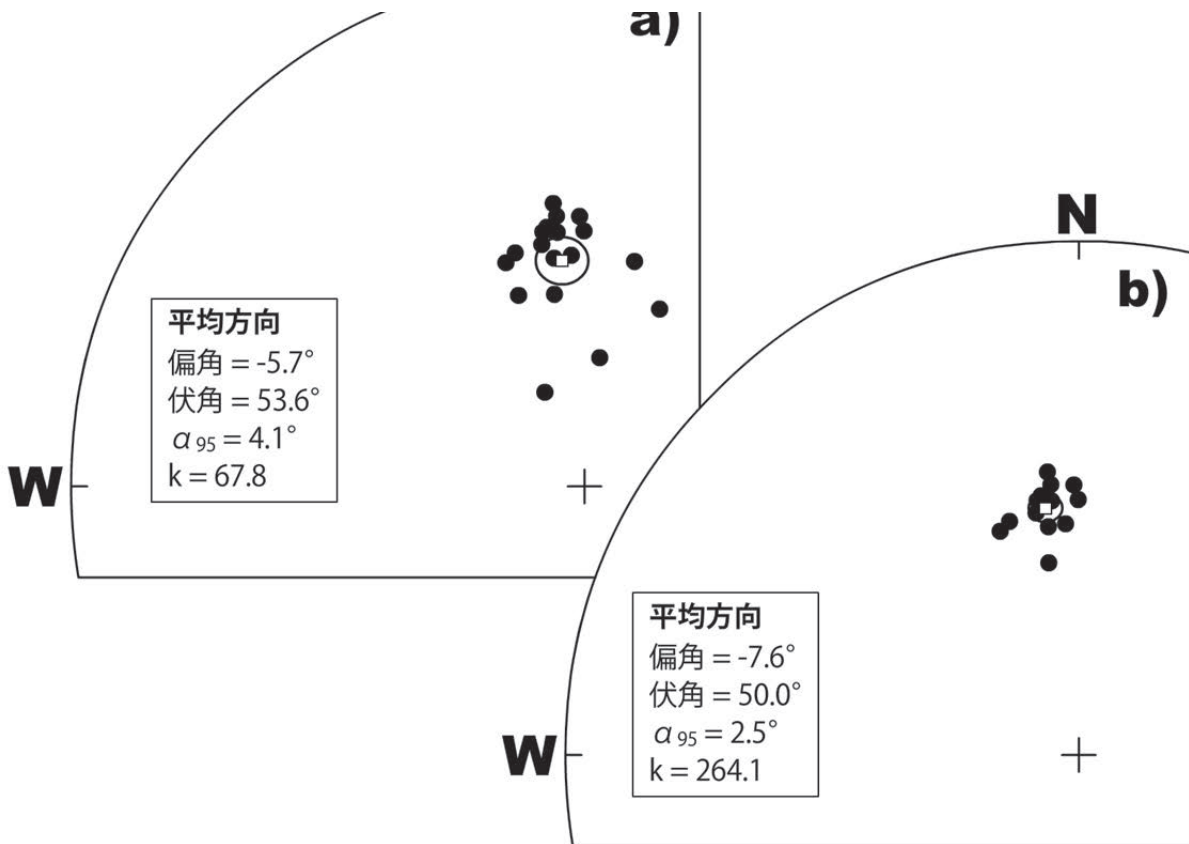 a)
平均方向
偏角 = -5.7°
伏角 = 53.6°
α₉₅ = 4.1°
k = 67.8
W
N
b)
平均方向
偏角 = -7.6°
伏角 = 50.0°
α₉₅ = 2.5°
k = 264.1
W